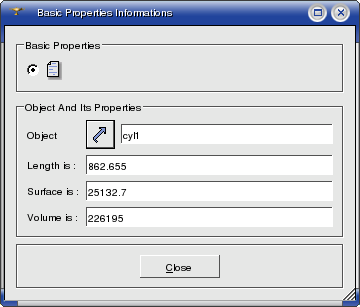 Basic Properties Informations
Basic Properties
Object And Its Properties
Object cyl1
Length is : 862.655
Surface is : 25132.7
Volume is : 226195
Close